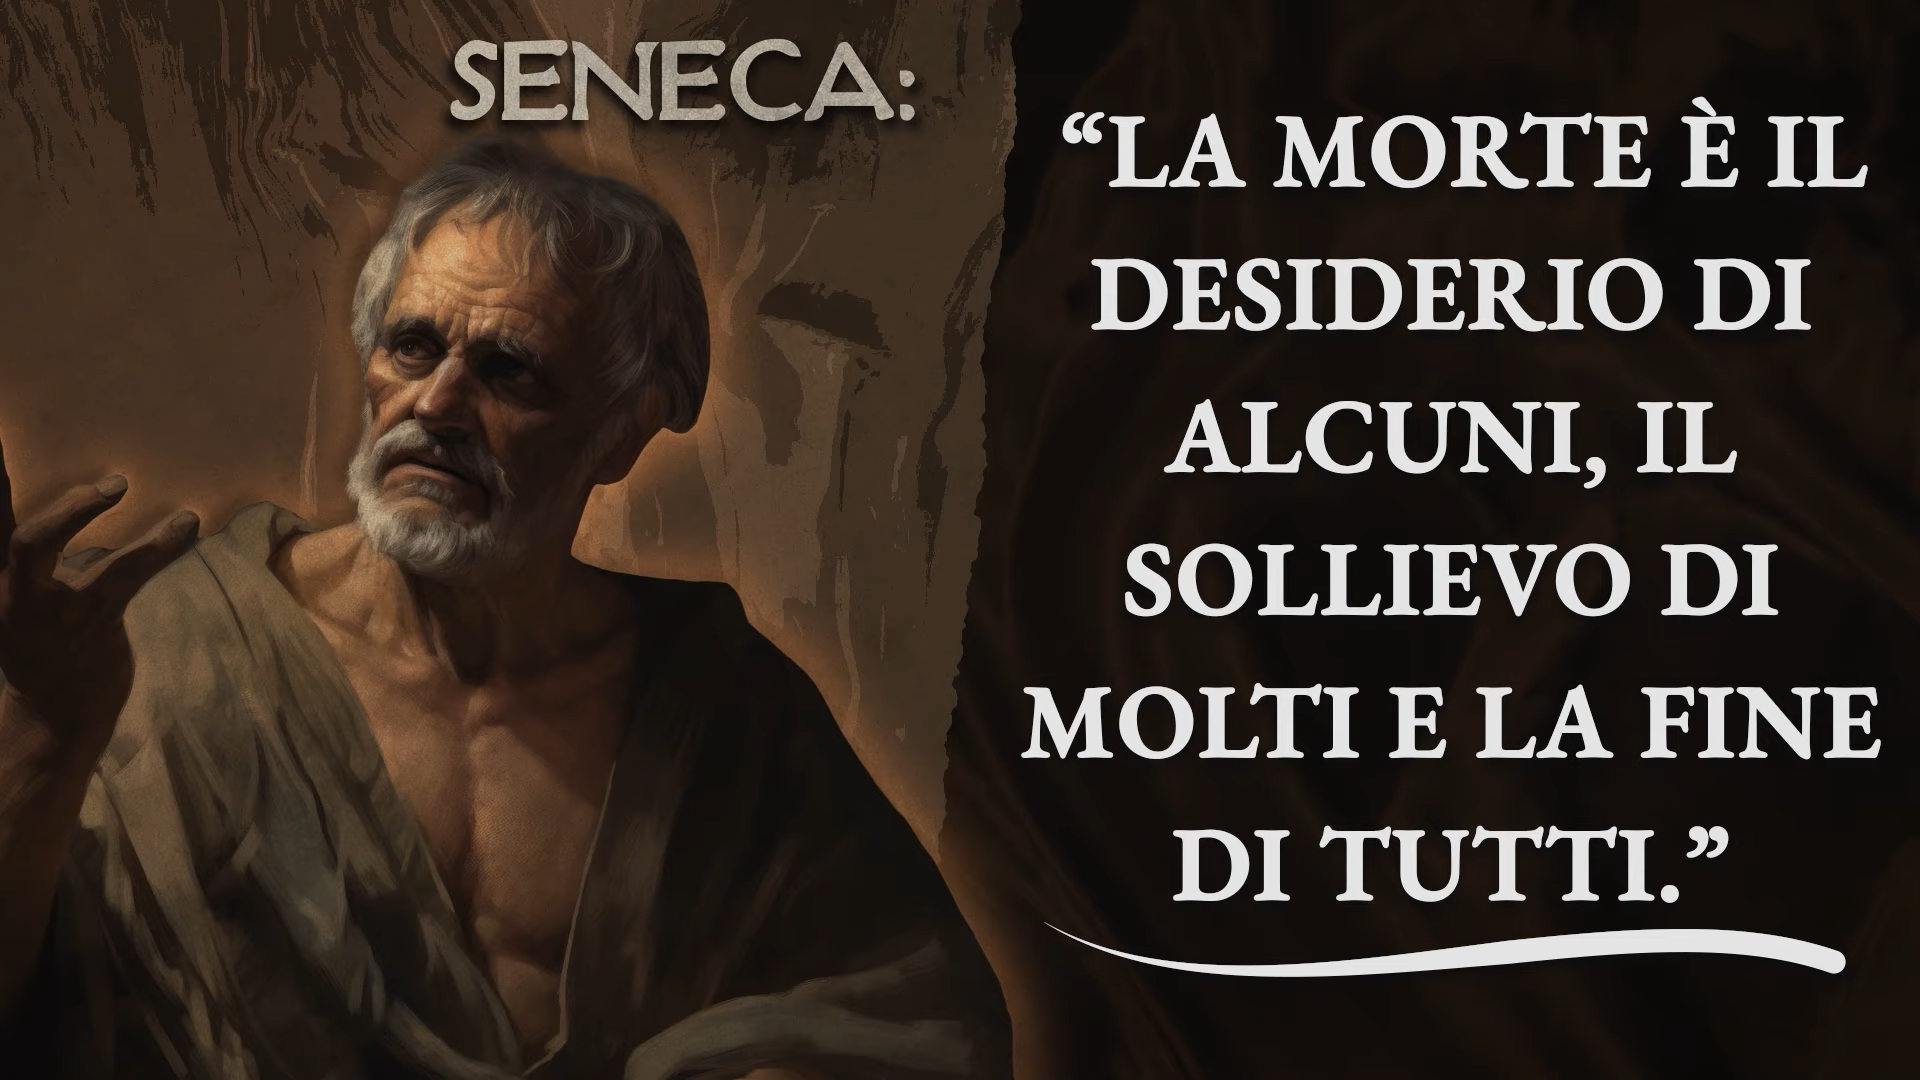 SENECA:
“LA MORTE È IL
DESIDERIO DI
ALCUNI, IL
SOLLIEVO DI
MOLTI E LA FINE
DI TUTTI.”